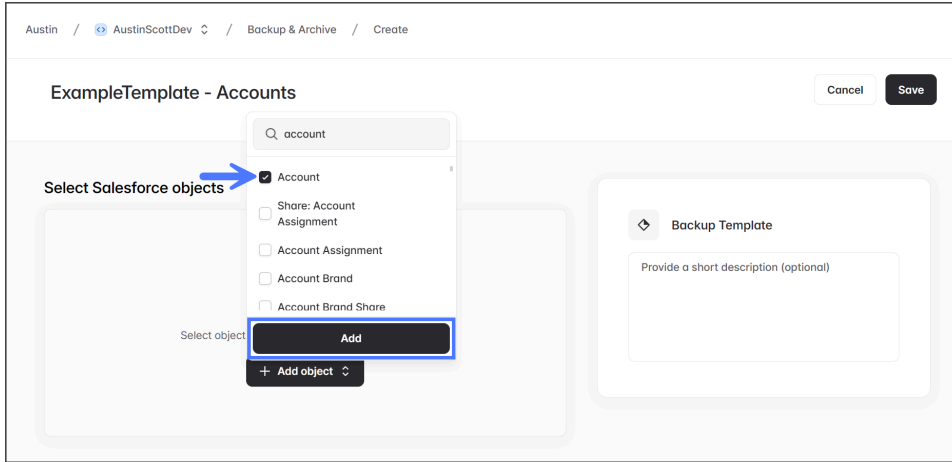 Austin / AustinScottDev / Backup & Archive / Create
ExampleTemplate - Accounts
Cancel
Save
account
Select Salesforce objects
Account
Share: Account
Assignment
Account Assignment
Account Brand
Account Brand Share
Select object
Add
+ Add object
Backup Template
Provide a short description (optional)